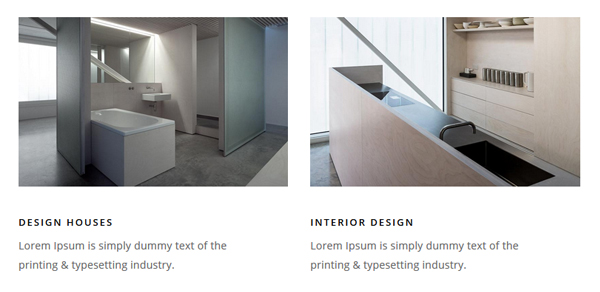 DESIGN HOUSES
Lorem Ipsum is simply dummy text of the
printing & typesetting industry.
INTERIOR DESIGN
Lorem Ipsum is simply dummy text of the
printing & typesetting industry.